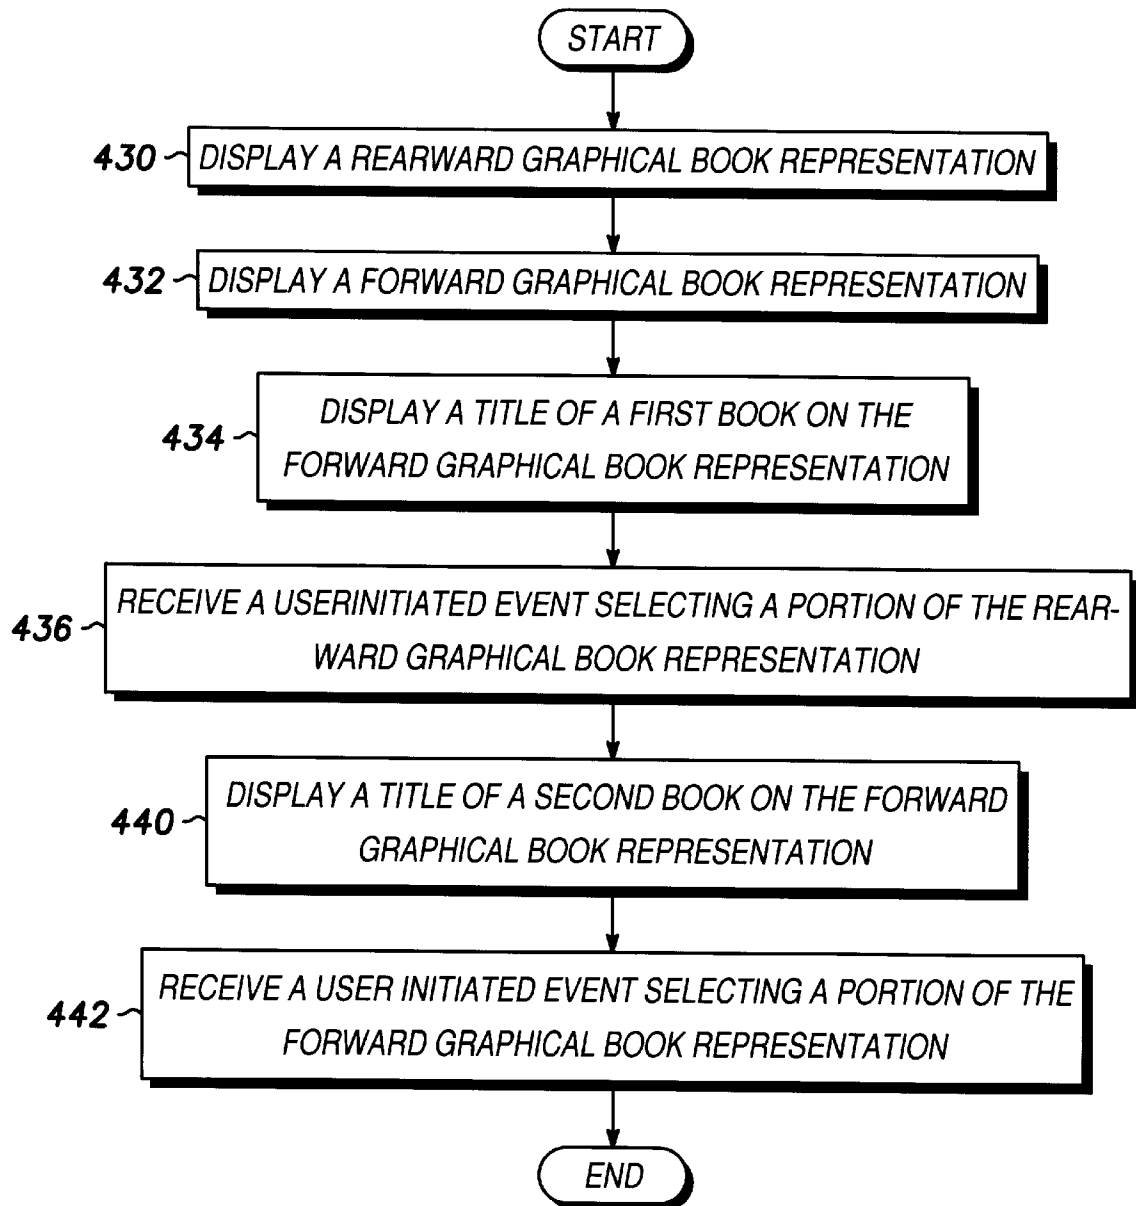 START
430 DISPLAY A REARWARD GRAPHICAL BOOK REPRESENTATION
432 DISPLAY A FORWARD GRAPHICAL BOOK REPRESENTATION
434 DISPLAY A TITLE OF A FIRST BOOK ON THE
FORWARD GRAPHICAL BOOK REPRESENTATION
436 RECEIVE A USERINITIATED EVENT SELECTING A PORTION OF THE REAR-
WARD GRAPHICAL BOOK REPRESENTATION
440 DISPLAY A TITLE OF A SECOND BOOK ON THE FORWARD
GRAPHICAL BOOK REPRESENTATION
442 RECEIVE A USER INITIATED EVENT SELECTING A PORTION OF THE
FORWARD GRAPHICAL BOOK REPRESENTATION
END